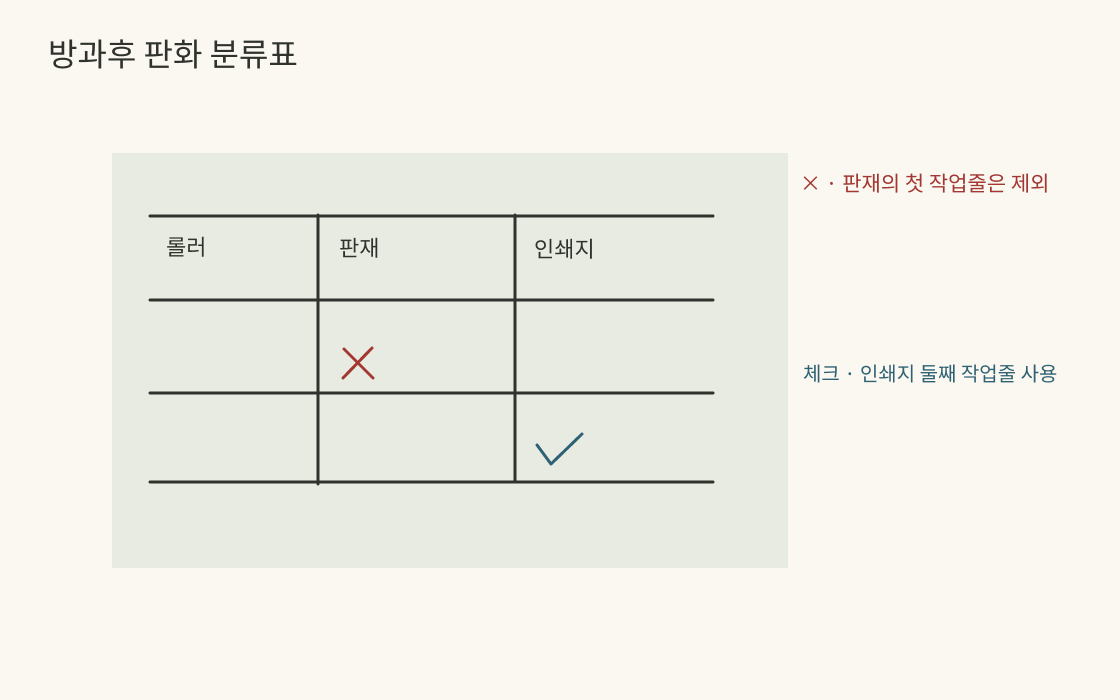 방과후 판화 분류표
롤러 판재 인쇄지
× · 판재의 첫 작업줄은 제외
체크 · 인쇄지 둘째 작업줄 사용